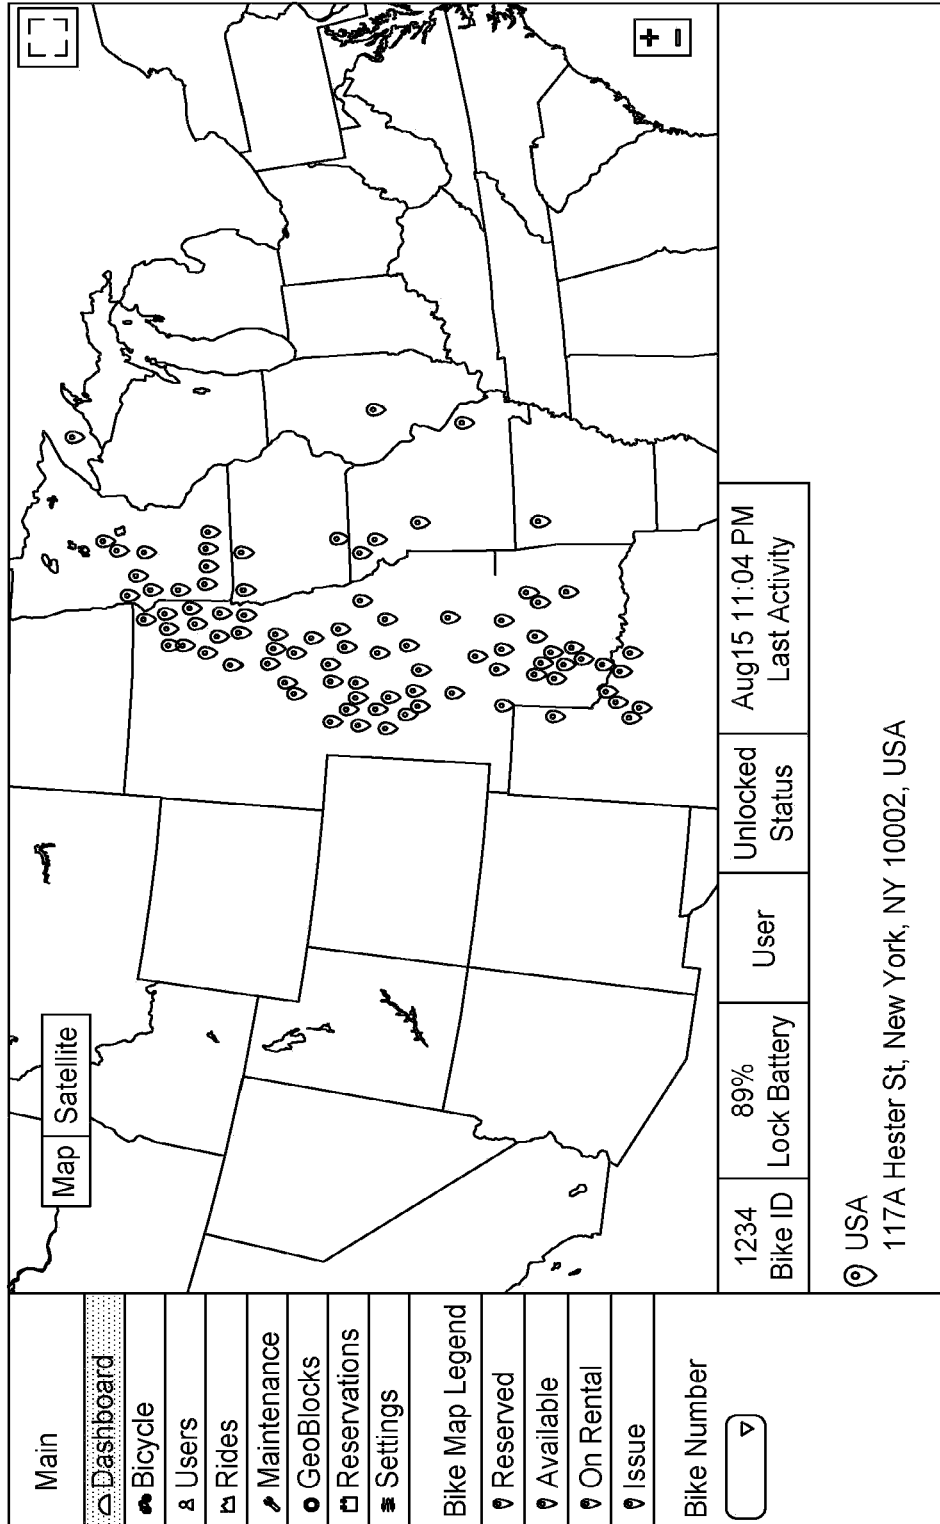 Main
Dashboard
Bicycle
Users
Rides
Maintenance
GeoBlocks
Reservations
Settings
Bike Map Legend
Reserved
Available
On Rental
Issue
Bike Number
Map
Satellite
+
–
1234
Bike ID
89%
Lock Battery
User
Unlocked
Status
Aug15 11:04 PM
Last Activity
USA
117A Hester St, New York, NY 10002, USA